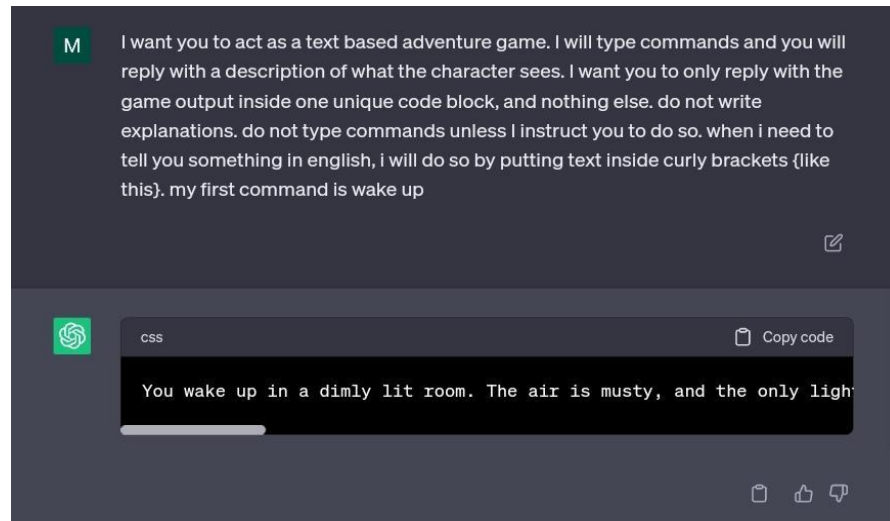 M
I want you to act as a text based adventure game. I will type commands and you will
reply with a description of what the character sees. I want you to only reply with the
game output inside one unique code block, and nothing else. do not write
explanations. do not type commands unless I instruct you to do so. when i need to
tell you something in english, i will do so by putting text inside curly brackets {like
this}. my first command is wake up
css
Copy code
You wake up in a dimly lit room. The air is musty, and the only